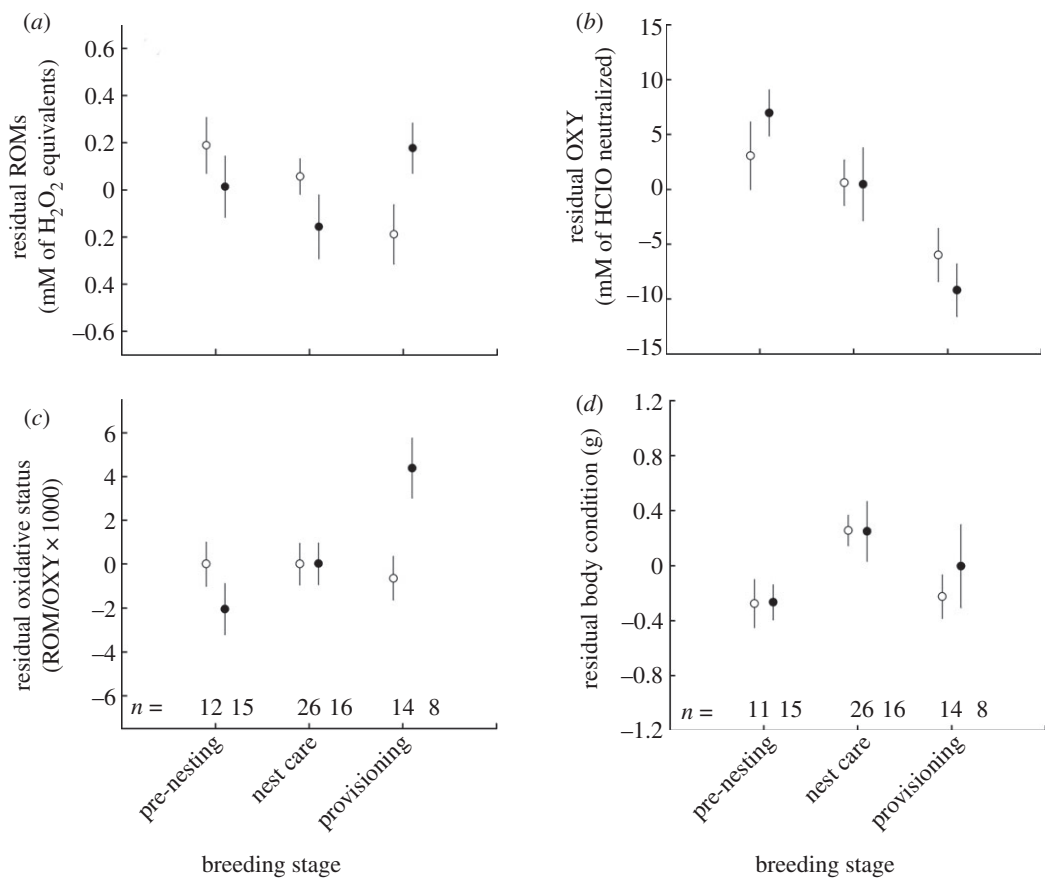 (a)
residual ROMs
(mM of H2O2 equivalents)
0.6
0.4
0.2
0
0.2
0.4
–0.6
(b)
residual OXY
(mM of HClO neutralized)
15
10
5
0
–5
–10
–15
(c)
residual oxidative status
(ROM/OXY × 1000)
6
4
2
0
–2
–4
–6
n = 12 15 26 16 14 8
pre-nesting
nest care
provisioning
breeding stage
(d)
residual body condition (g)
1.2
0.8
0.4
0
–0.4
–0.8
–1.2
n = 11 15 26 16 14 8
pre-nesting
nest care
provisioning
breeding stage